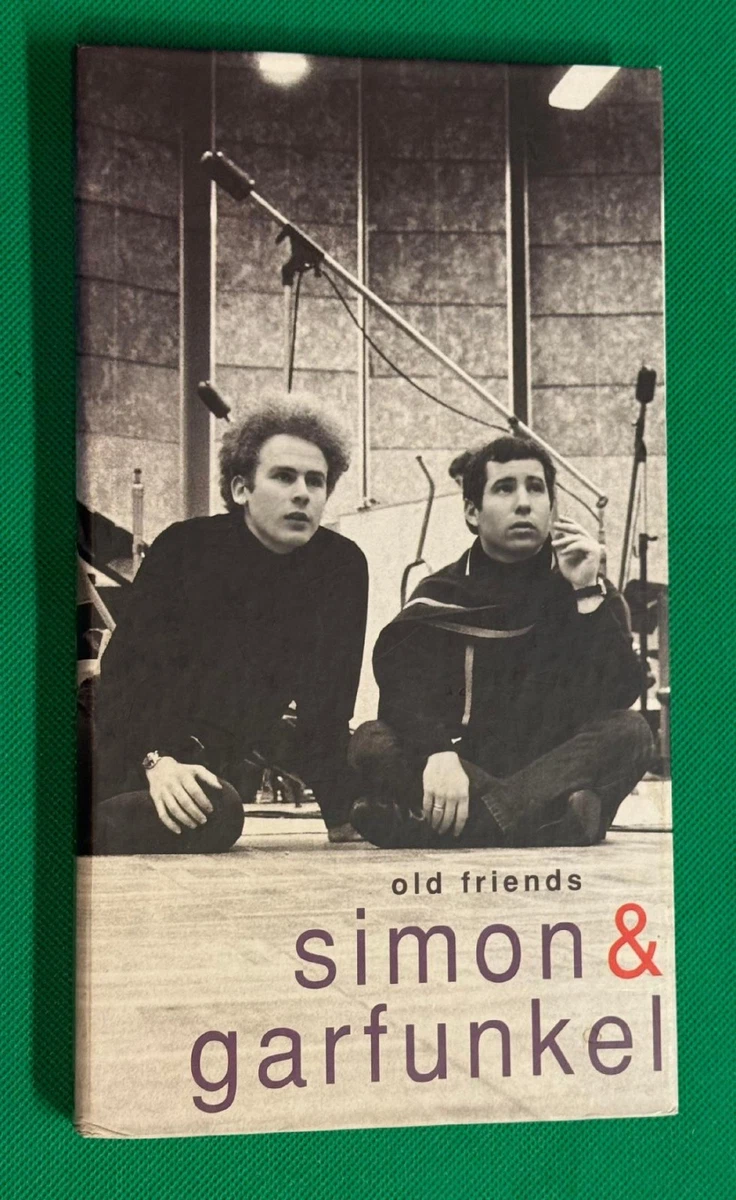 old friends
simon &
garfunkel